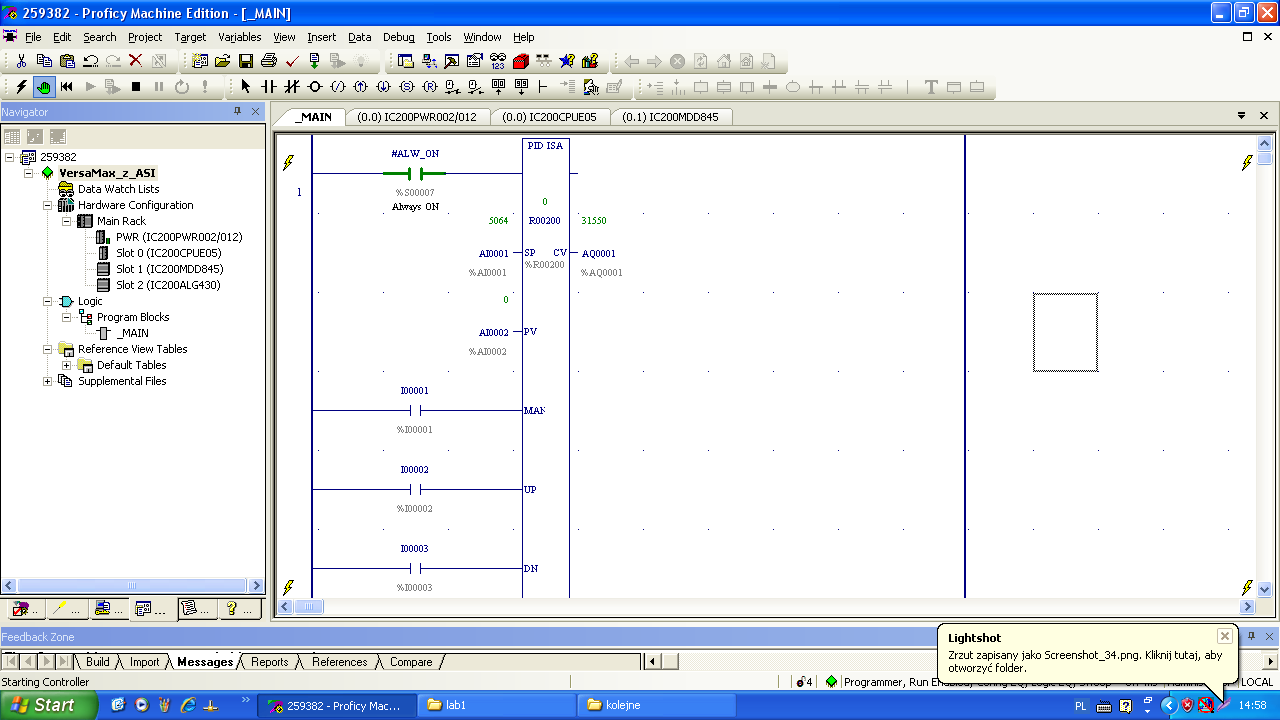 259382 - Proficy Machine Edition - [_MAIN]
File Edit Search Project Target Variables View Insert Data Debug Tools Window Help
Navigator
_MAIN (0.0) IC200PWR002/012 (0.0) IC200CPUE05 (0.1) IC200MDD845
259382
VersaMax_z_ASI
Data Watch Lists
Hardware Configuration
Main Rack
PWR (IC200PWR002/012)
Slot 0 (IC200CPUE05)
Slot 1 (IC200MDD845)
Slot 2 (IC200ALG430)
Logic
Program Blocks
_MAIN
Reference View Tables
Default Tables
Supplemental Files
PID ISA
#ALW_ON
1
%S00007
Always ON
0
5064 R00200 31550
AI0001 SP CV AQ0001
%AI0001 %R00200 %AQ0001
0
AI0002 PV
%AI0002
I00001
MAN
%I00001
I00002
UP
%I00002
I00003
DN
%I00003
Feedback Zone
Build Import Messages Reports References Compare
Starting Controller
4 Programmer, Run Enabled, Config EQ, Logic EQ, Sweep
LOCAL
Lightshot
Zrzut zapisany jako Screenshot_34.png. Kliknij tutaj, aby
otworzyć folder.
Start 259382 - Proficy Mac... lab1 kolejne PL 14:58